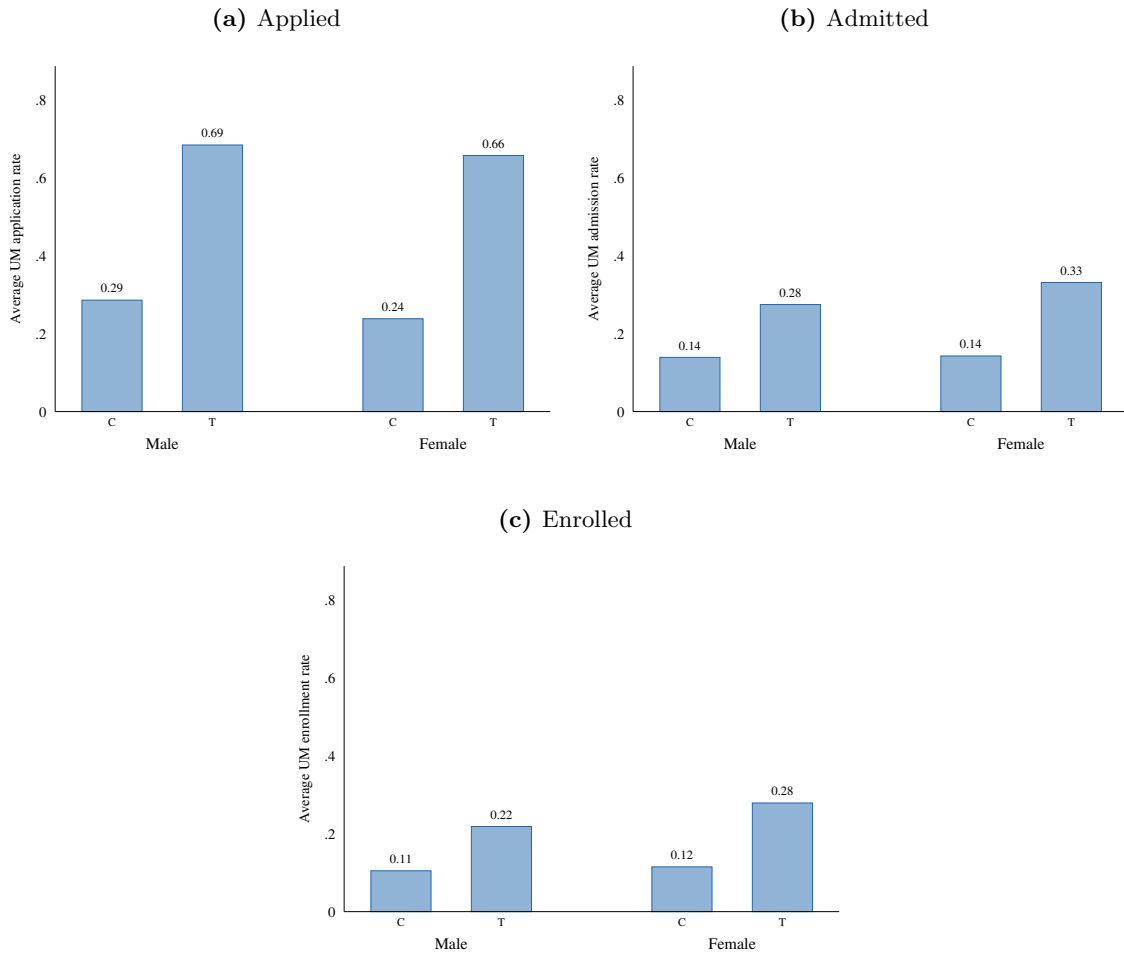 (a) Applied
Average UM application rate
.8
.6
.4
.2
0
0.29
0.69
0.24
0.66
C
T
C
T
Male
Female
(b) Admitted
Average UM admission rate
.8
.6
.4
.2
0
0.14
0.28
0.14
0.33
C
T
C
T
Male
Female
(c) Enrolled
Average UM enrollment rate
.8
.6
.4
.2
0
0.11
0.22
0.12
0.28
C
T
C
T
Male
Female